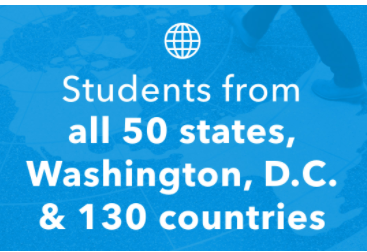 Students from
all 50 states,
Washington, D.C.
& 130 countries